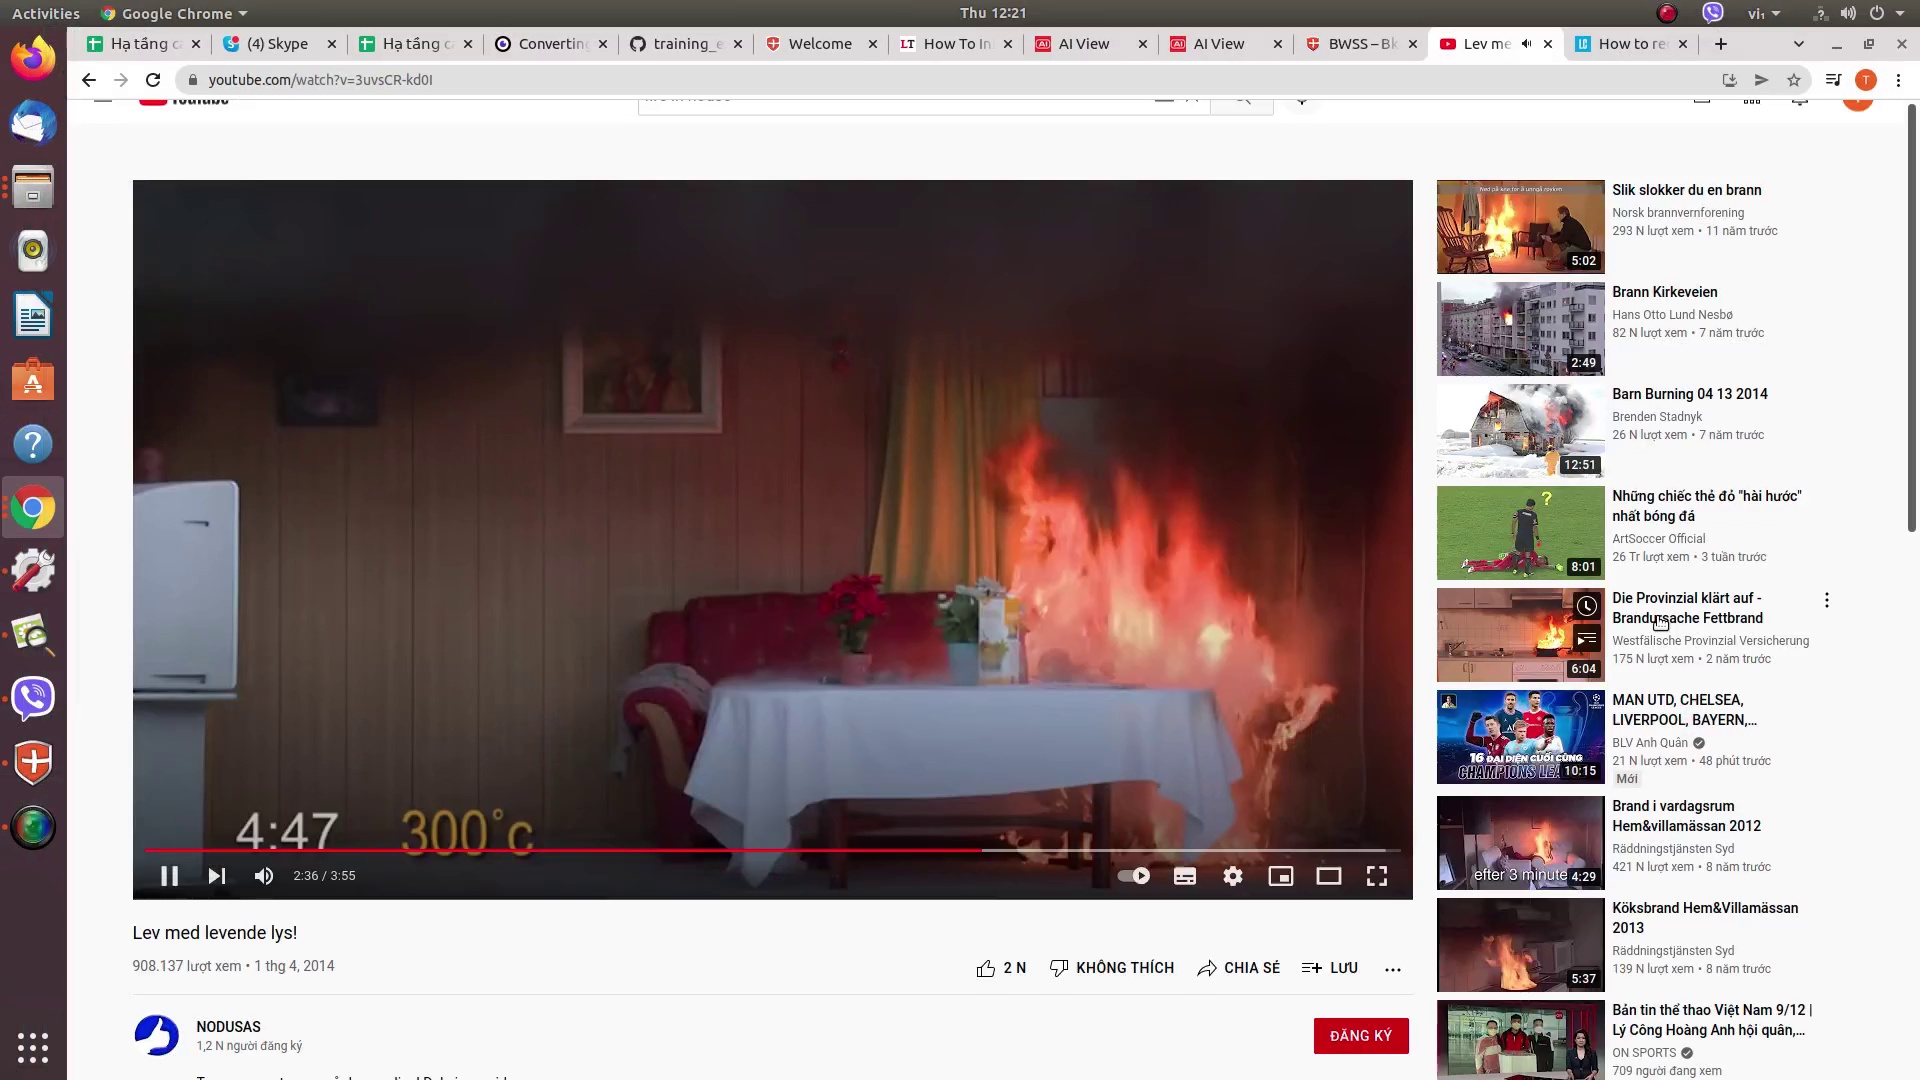 Activities
Google Chrome
Thu 12:21
vi₁
Hạ tầng c
(4) Skype
Hạ tầng c
Converting
training_e
Welcome
How To In
AI View
AI View
BWSS – Bk
Lev me
How to re
youtube.com/watch?v=3uvsCR-kd0I
T
4:47 300°c
2:36 / 3:55
Lev med levende lys!
908.137 lượt xem • 1 thg 4, 2014
2 N
KHÔNG THÍCH
CHIA SẺ
LƯU
NODUSAS
1,2 N người đăng ký
ĐĂNG KÝ
5:02
Slik slokker du en brann
Norsk brannvernforening
293 N lượt xem • 11 năm trước
2:49
Brann Kirkeveien
Hans Otto Lund Nesbø
82 N lượt xem • 7 năm trước
12:51
Barn Burning 04 13 2014
Brenden Stadnyk
26 N lượt xem • 7 năm trước
?
8:01
Những chiếc thẻ đỏ "hài hước"
nhất bóng đá
ArtSoccer Official
26 Tr lượt xem • 3 tuần trước
6:04
Die Provinzial klärt auf -
Brandursache Fettbrand
Westfälische Provinzial Versicherung
175 N lượt xem • 2 năm trước
16 ĐẠI DIỆN CUỐI CÙNG
10:15
MAN UTD, CHELSEA,
LIVERPOOL, BAYERN,...
BLV Anh Quân
21 N lượt xem • 48 phút trước
Mới
efter 3 minute
4:29
Brand i vardagsrum
Hem&villamässan 2012
Räddningstjänsten Syd
421 N lượt xem • 8 năm trước
5:37
Köksbrand Hem&Villamässan
2013
Räddningstjänsten Syd
139 N lượt xem • 8 năm trước
Bản tin thể thao Việt Nam 9/12 |
Lý Công Hoàng Anh hội quân,...
ON SPORTS
709 người đang xem